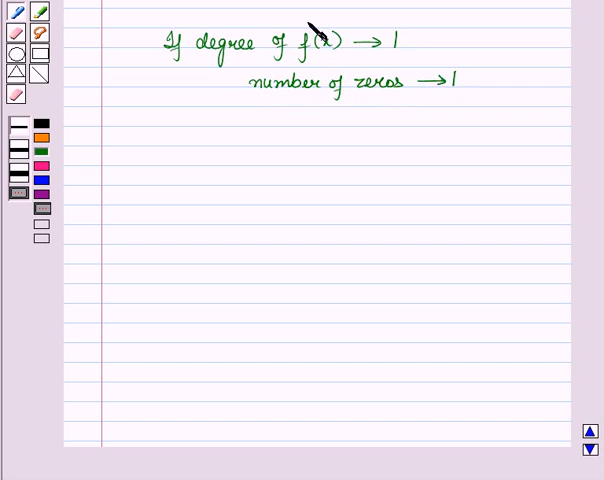 If degree of f(x) → 1
number of zeros → 1